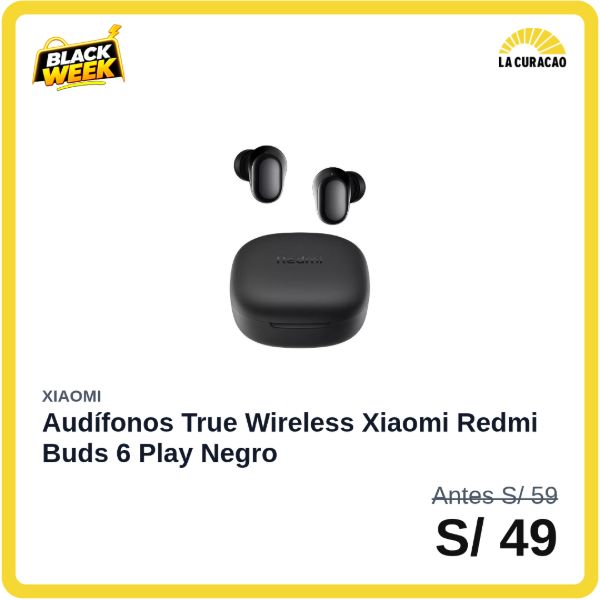 BLACK
WEEK
LA CURACAO
Redmi
XIAOMI
Audífonos True Wireless Xiaomi Redmi
Buds 6 Play Negro
Antes S/ 59
S/ 49